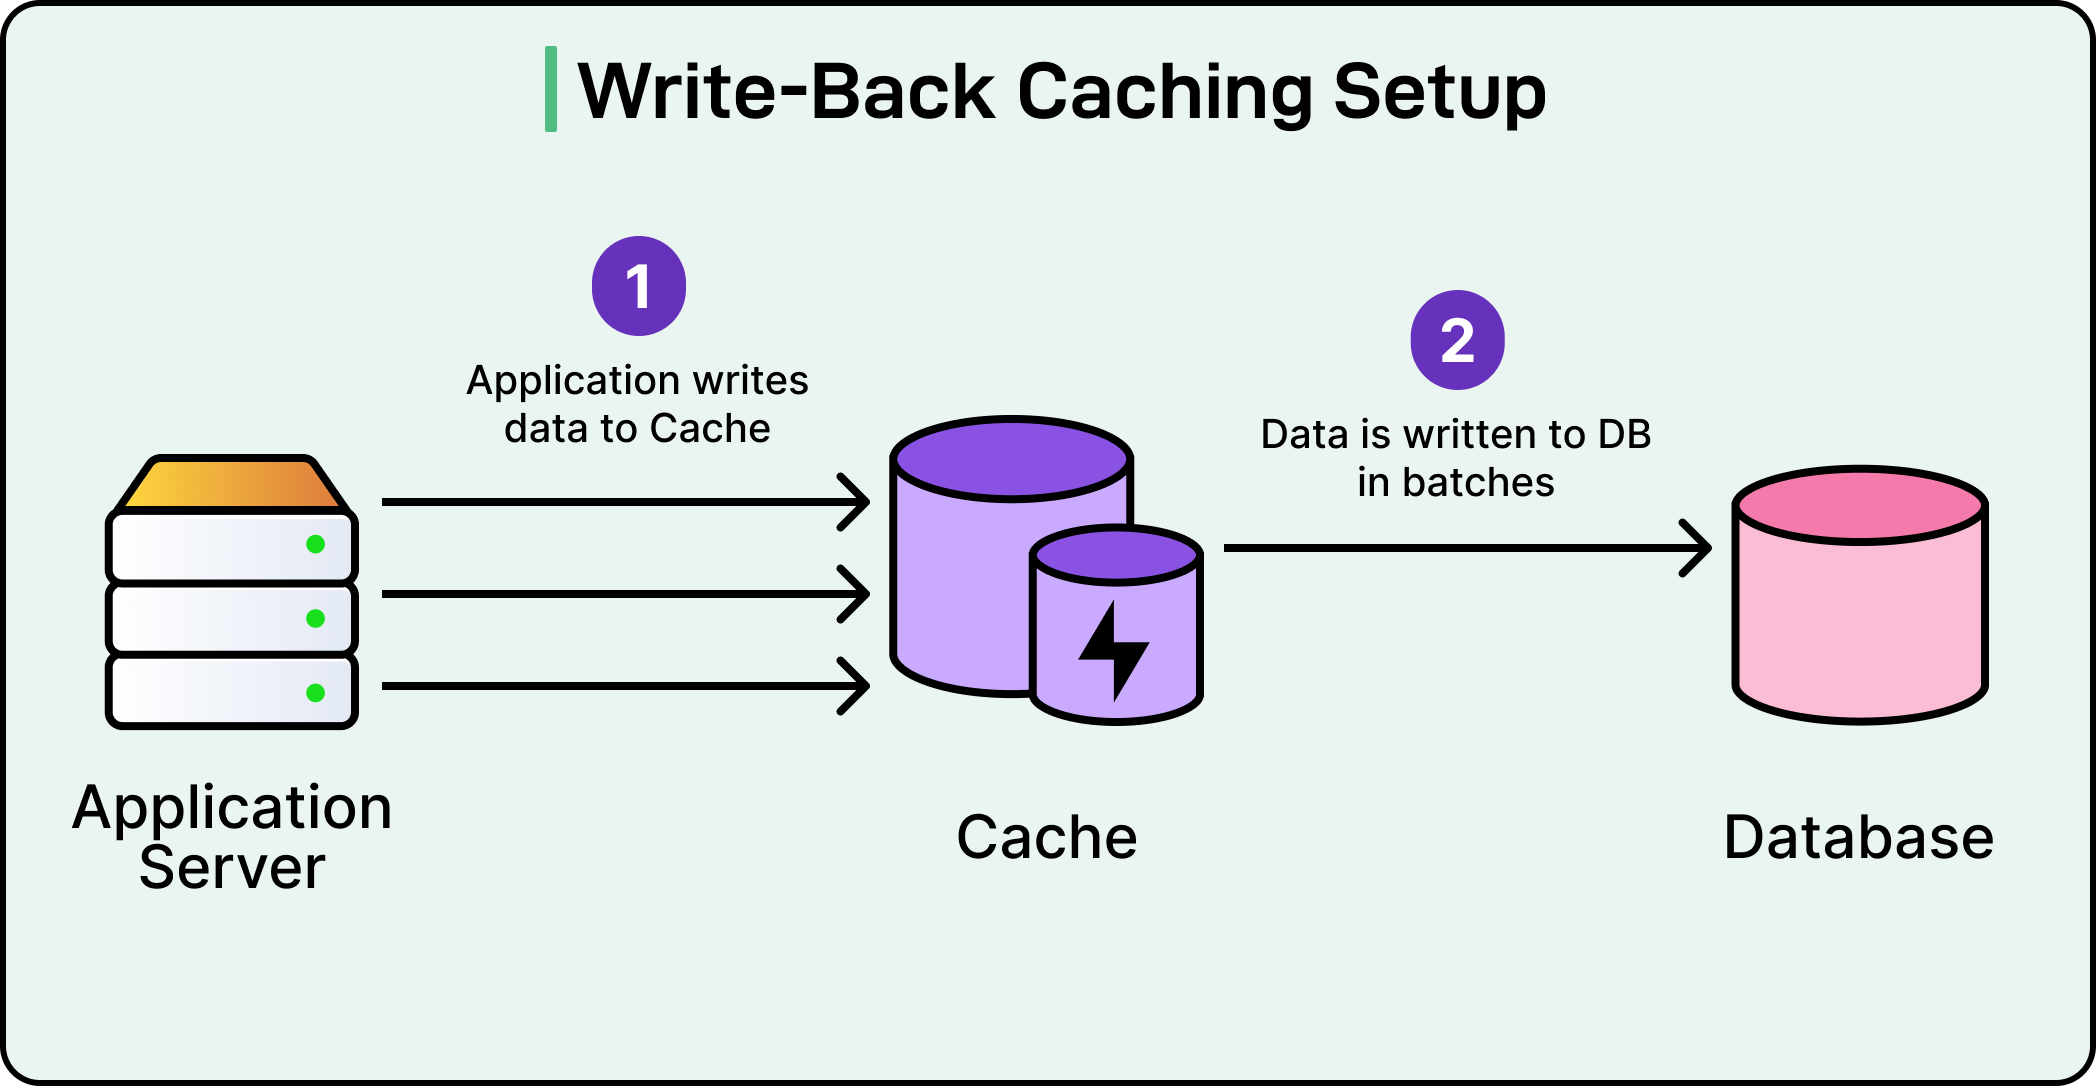 Write-Back Caching Setup
1
Application writes
data to Cache
2
Data is written to DB
in batches
Application
Server
Cache
Database